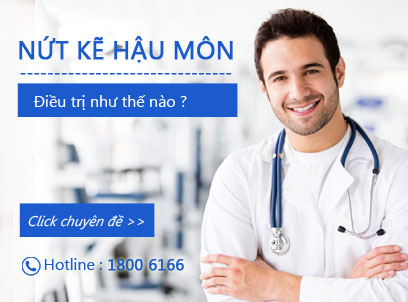 NỨT KẼ HẬU MÔN
Điều trị như thế nào ?
Click chuyên đề >>
Hotline : 1800 6166